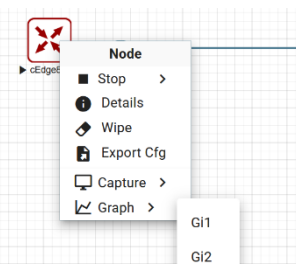 Node
cEdge
Stop
Details
Wipe
Export Cfg
Capture
Graph
Gi1
Gi2